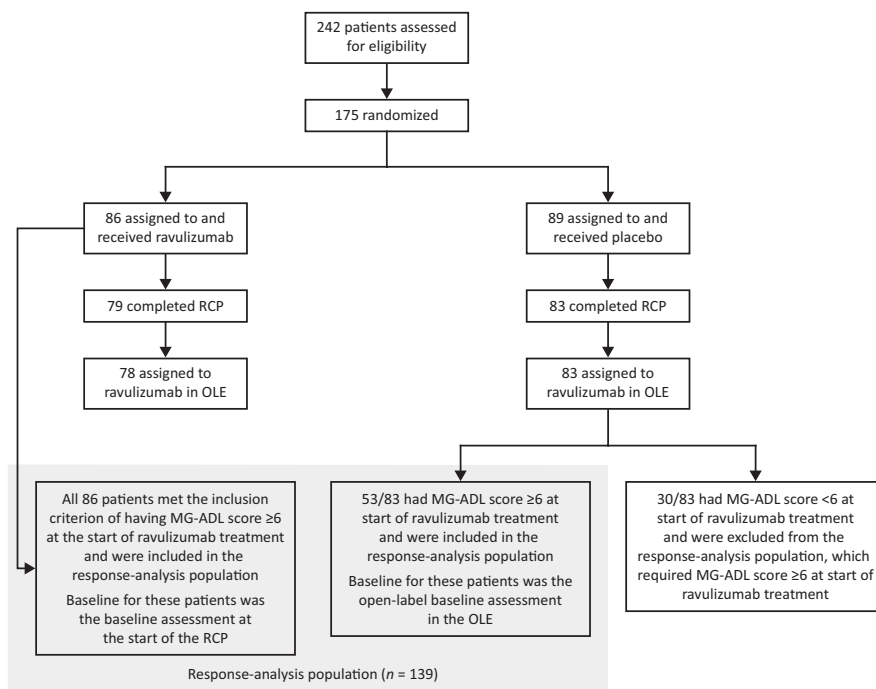 242 patients assessed
for eligibility
175 randomized
86 assigned to and
received ravulizumab
89 assigned to and
received placebo
79 completed RCP
83 completed RCP
78 assigned to
ravulizumab in OLE
83 assigned to
ravulizumab in OLE
All 86 patients met the inclusion
criterion of having MG-ADL score ≥6
at the start of ravulizumab treatment
and were included in the
response-analysis population
Baseline for these patients was
the baseline assessment at
the start of the RCP
53/83 had MG-ADL score ≥6 at
start of ravulizumab treatment
and were included in the
response-analysis population
Baseline for these patients was the
open-label baseline assessment
in the OLE
30/83 had MG-ADL score <6 at
start of ravulizumab treatment
and were excluded from the
response-analysis population, which
required MG-ADL score ≥6 at start of
ravulizumab treatment
Response-analysis population (n = 139)